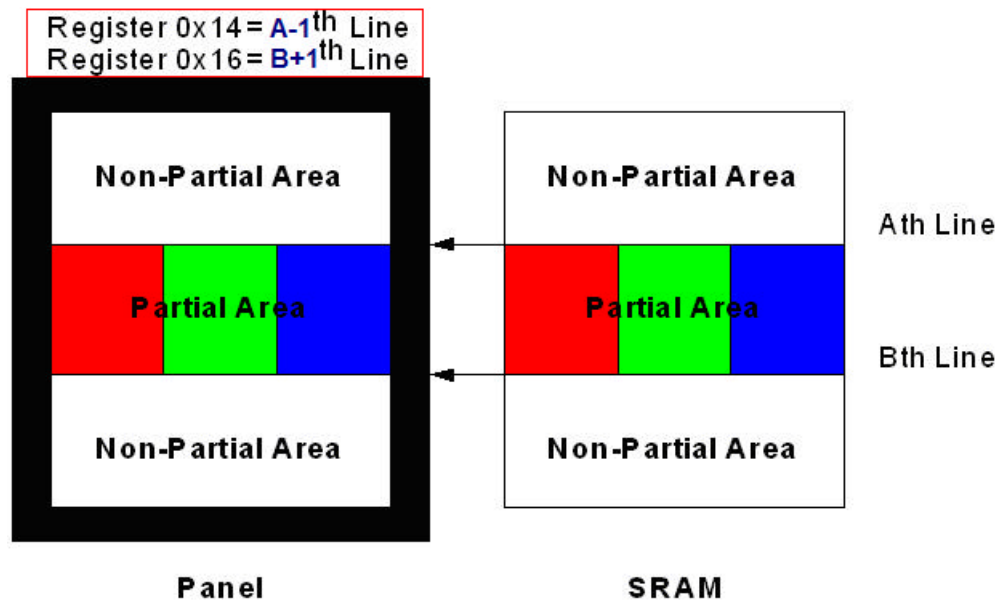 Register 0x14= A-1th Line
Register 0x16= B+1th Line
Non-Partial Area
Non-Partial Area
Ath Line
Partial Area
Partial Area
Bth Line
Non-Partial Area
Non-Partial Area
Panel
SRAM